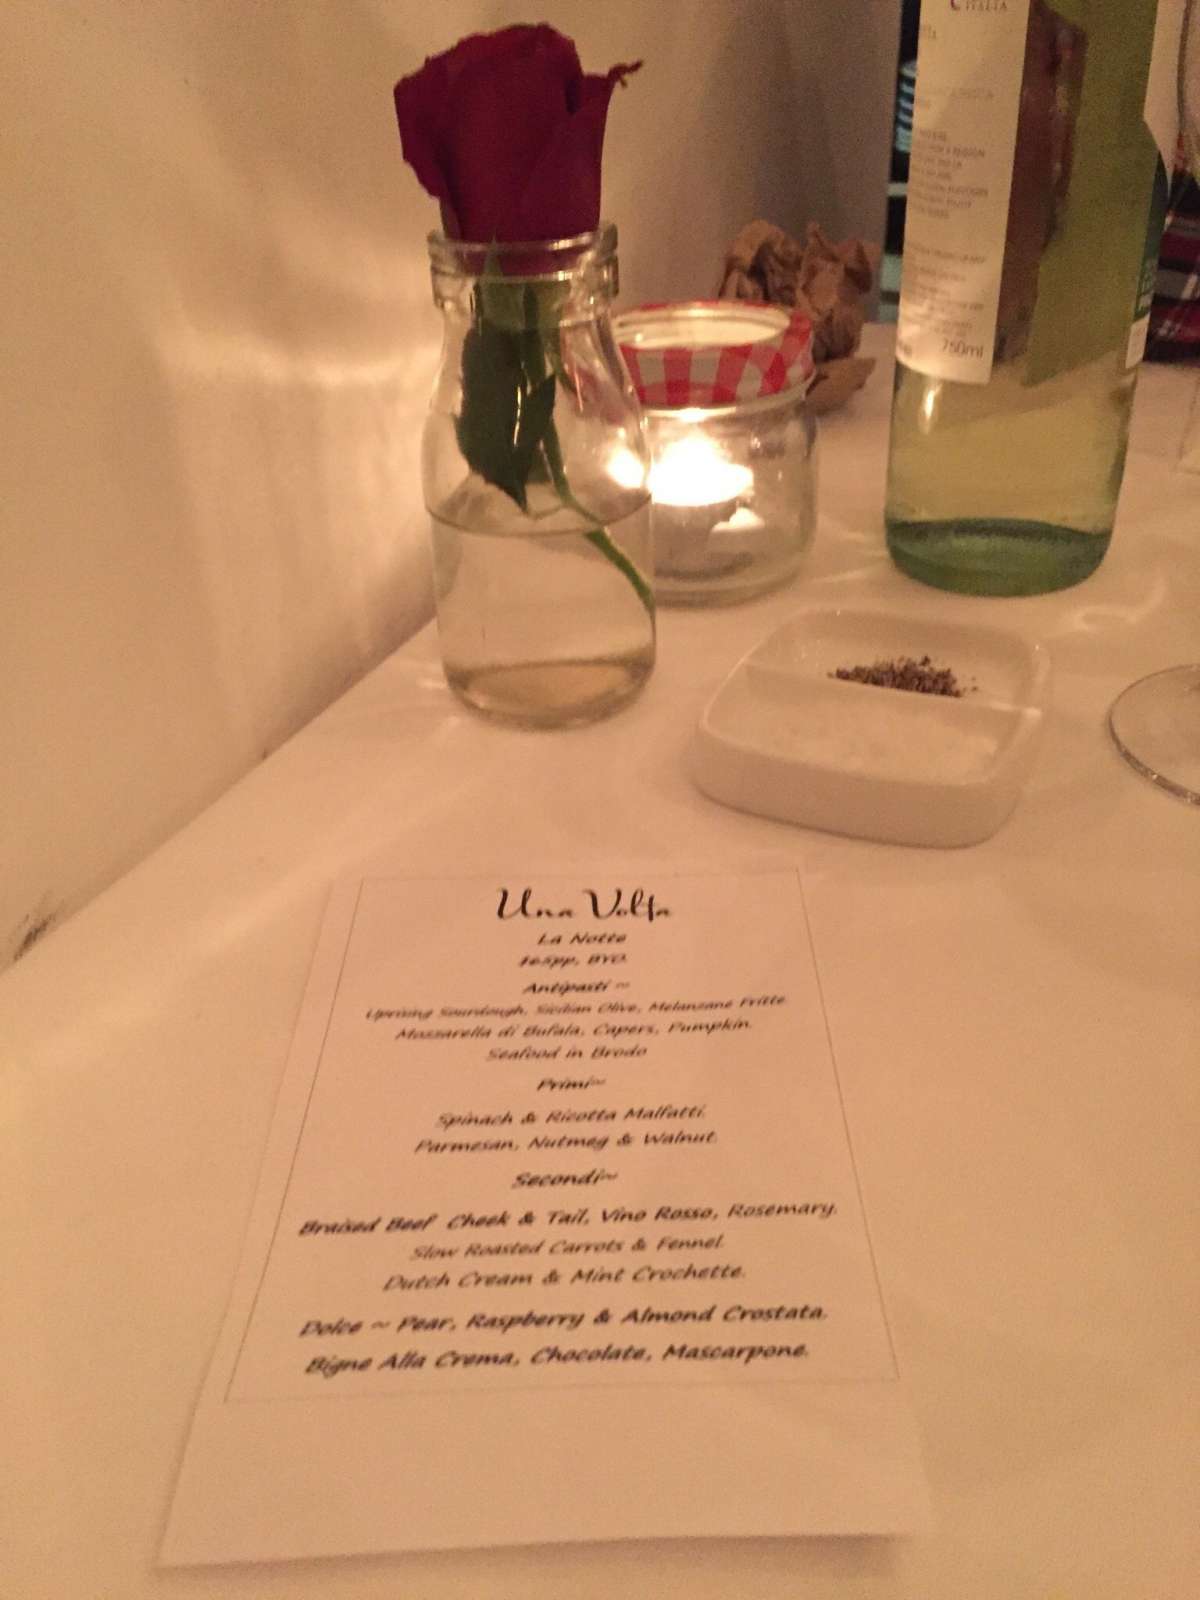 ITALIA
750ml
Una Volta
La Notte
$65pp, BYO.
Antipasti ~
Uprising Sourdough, Sicilian Olive, Melanzane Fritte
Mozzarella di Bufala, Capers, Pumpkin.
Seafood in Brodo
Primi~
Spinach & Ricotta Malfatti.
Parmesan, Nutmeg & Walnut.
Secondi~
Braised Beef Cheek & Tail, Vino Rosso, Rosemary.
Slow Roasted Carrots & Fennel.
Dutch Cream & Mint Crochette.
Dolce ~ Pear, Raspberry & Almond Crostata.
Bigne Alla Crema, Chocolate, Mascarpone.